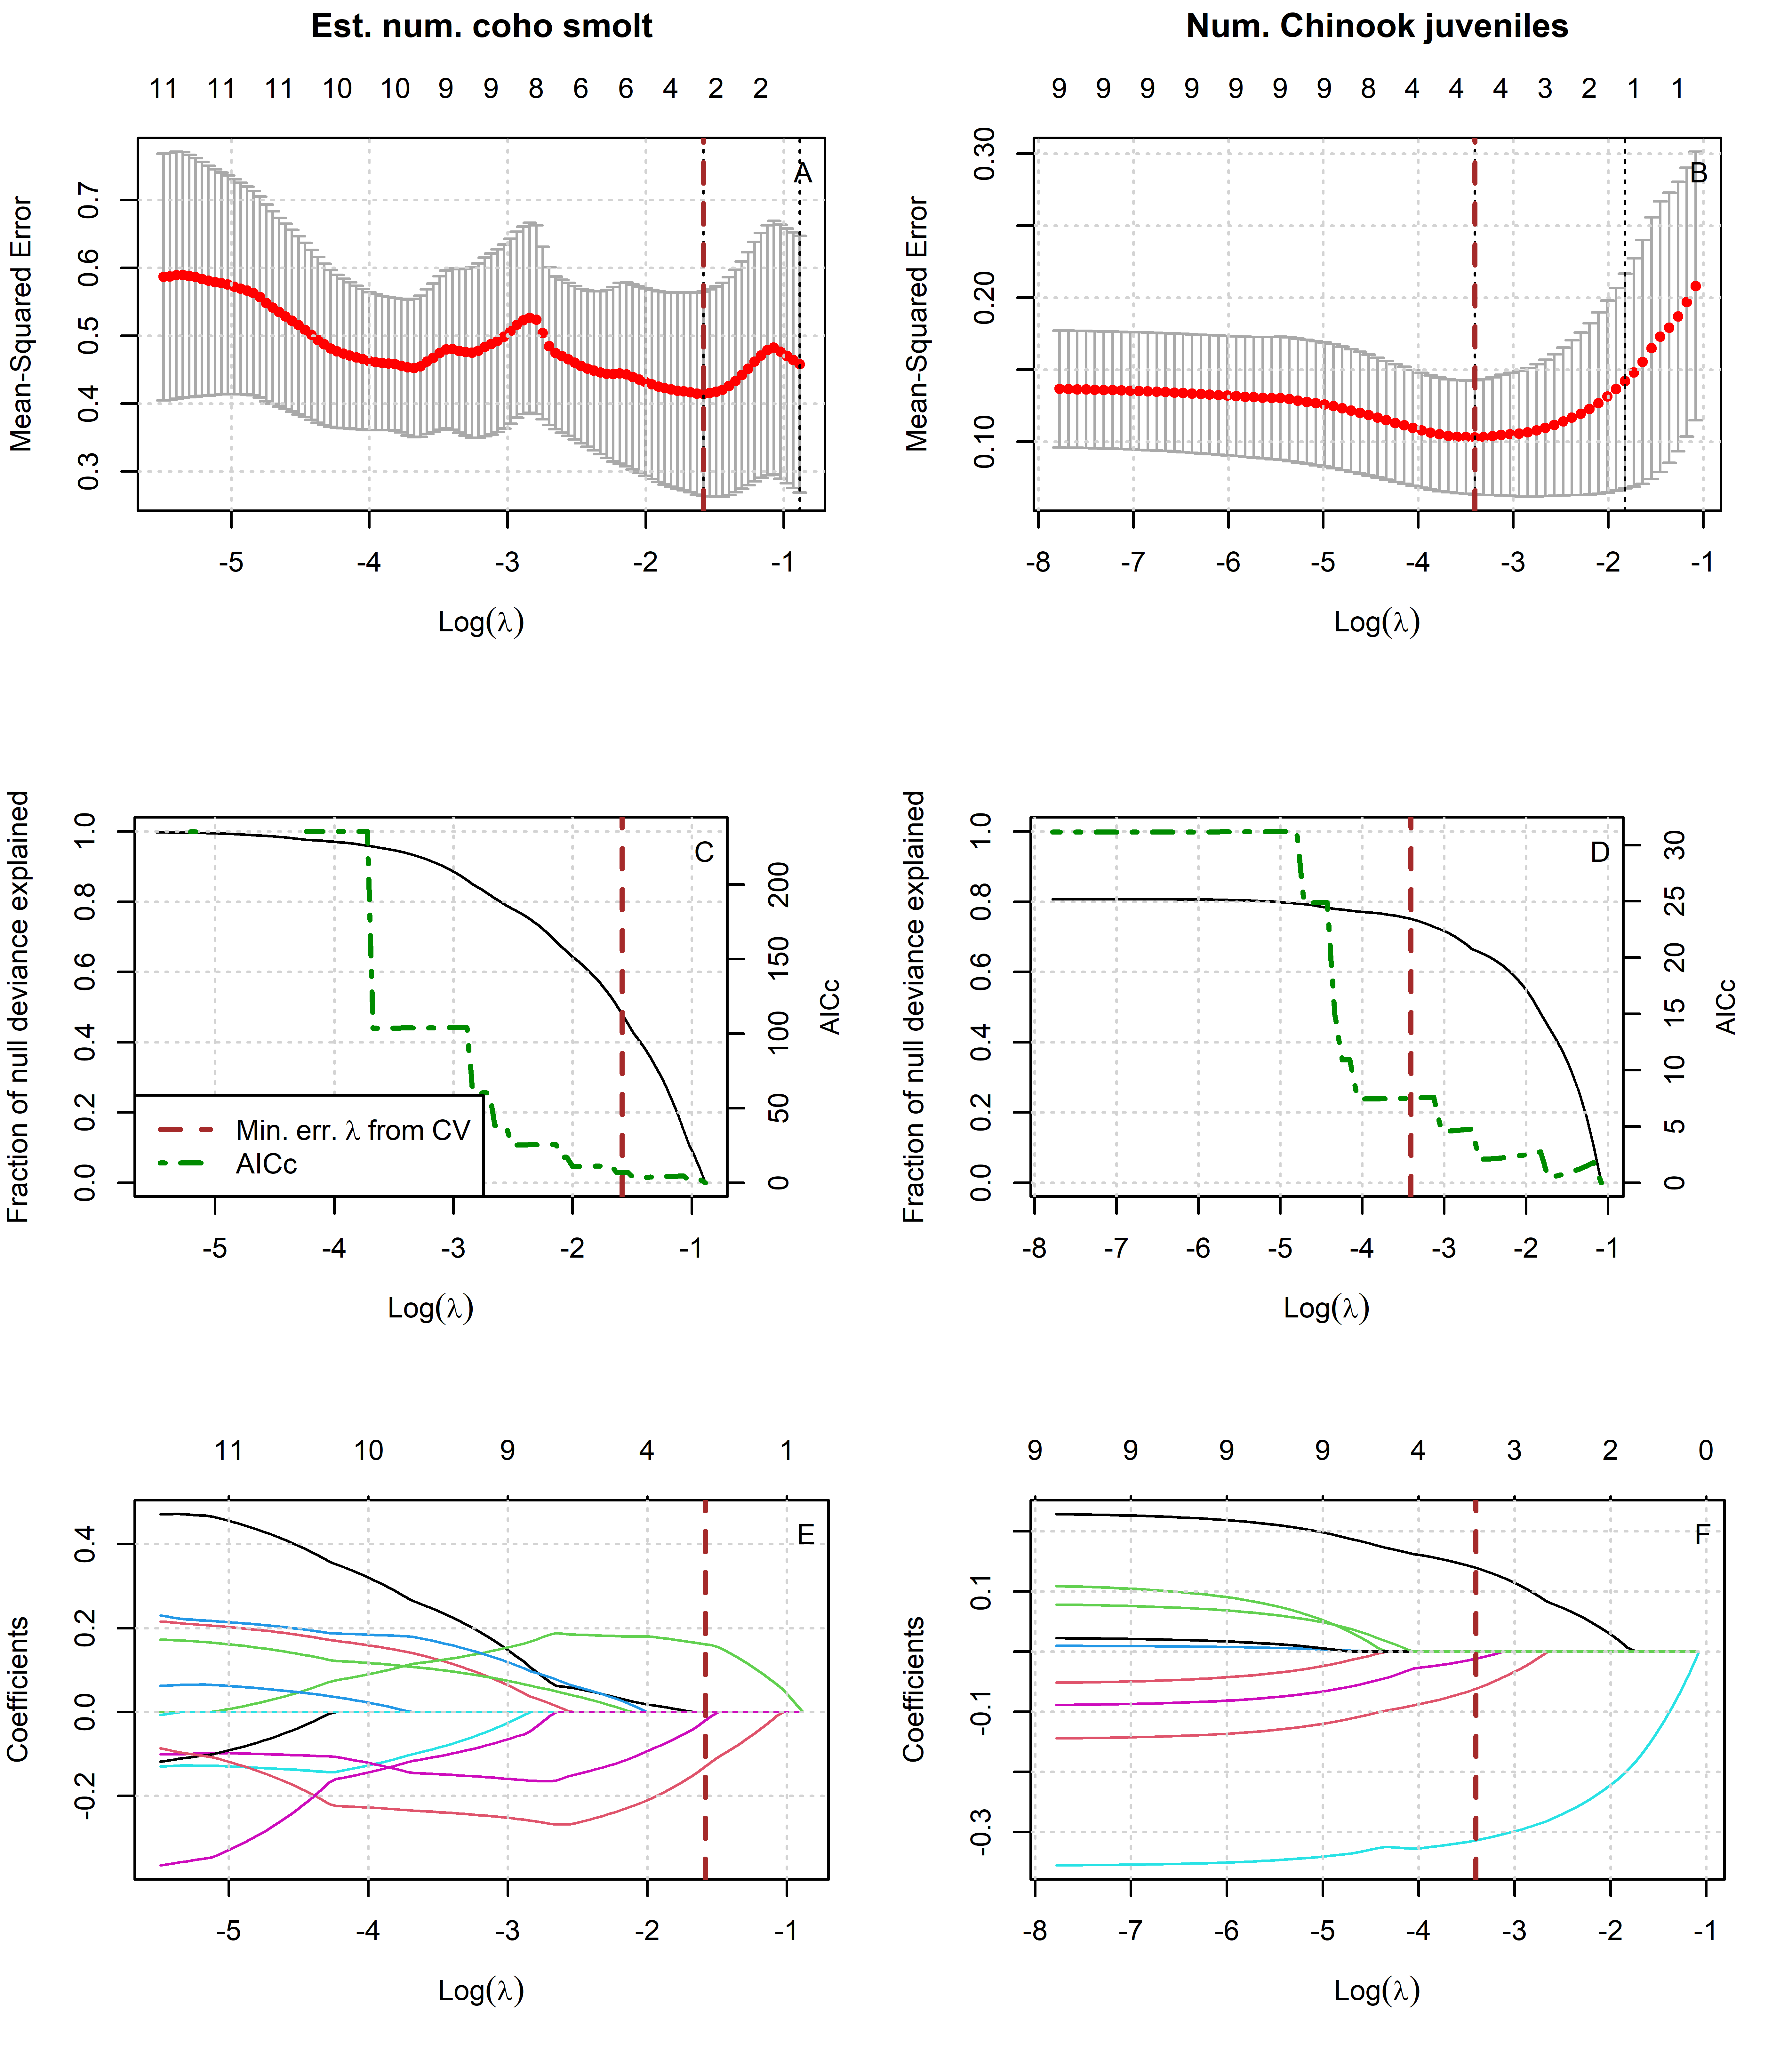 Est. num. coho smolt
11 11 11 10 10 9 9 8 6 6 4 2 2
A
Mean-Squared Error
0.7
0.6
0.5
0.4
0.3
-5 -4 -3 -2 -1
Log(λ)
Num. Chinook juveniles
9 9 9 9 9 9 9 8 4 4 4 3 2 1 1
B
Mean-Squared Error
0.30
0.20
0.10
-8 -7 -6 -5 -4 -3 -2 -1
Log(λ)
C
Fraction of null deviance explained
1.0
0.8
0.6
0.4
0.2
0.0
200
150
100
50
0
AICc
Min. err. λ from CV
AICc
-5 -4 -3 -2 -1
Log(λ)
D
Fraction of null deviance explained
1.0
0.8
0.6
0.4
0.2
0.0
30
25
20
15
10
5
0
AICc
-8 -7 -6 -5 -4 -3 -2 -1
Log(λ)
11 10 9 4 1
E
Coefficients
0.4
0.2
0.0
-0.2
-5 -4 -3 -2 -1
Log(λ)
9 9 9 9 4 3 2 0
F
Coefficients
0.1
-0.1
-0.3
-8 -7 -6 -5 -4 -3 -2 -1
Log(λ)